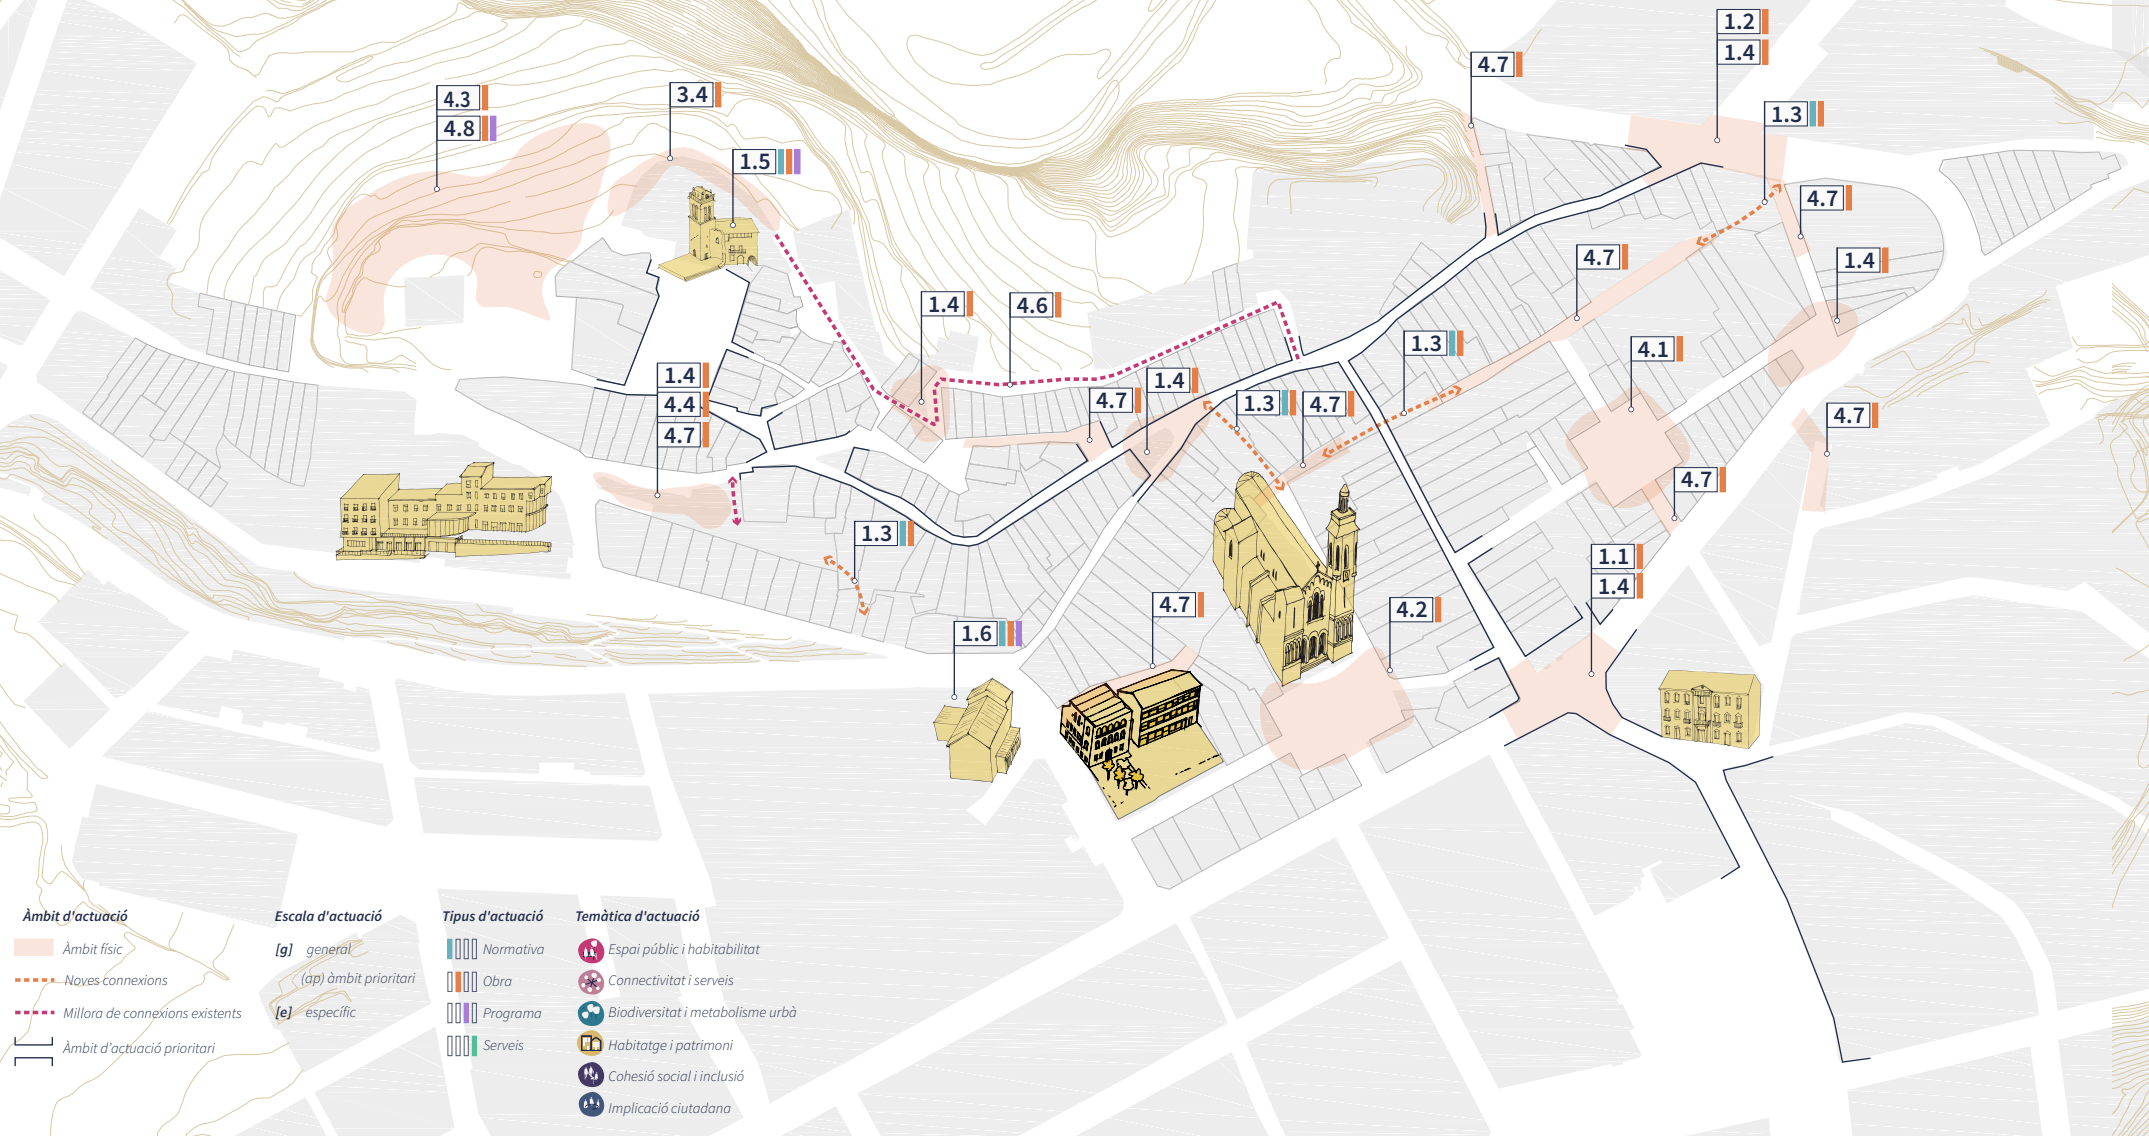 1.2
1.4
4.7
4.3
4.8
3.4
1.3
1.5
4.7
4.7
1.4
1.4
4.6
1.3
4.1
1.4
4.4
4.7
1.4
4.7
1.3
4.7
4.7
4.7
1.3
1.1
1.4
4.7
4.2
1.6
Àmbit d'actuació
Àmbit físic
Noves connexions
Millora de connexions existents
Àmbit d'actuació prioritari
Escala d'actuació
[g] general
(ap) àmbit prioritari
[e] específic
Tipus d'actuació
Normativa
Obra
Programa
Serveis
Temàtica d'actuació
Espai públic i habitabilitat
Connectivitat i serveis
Biodiversitat i metabolisme urbà
Habitatge i patrimoni
Cohesió social i inclusió
Implicació ciutadana